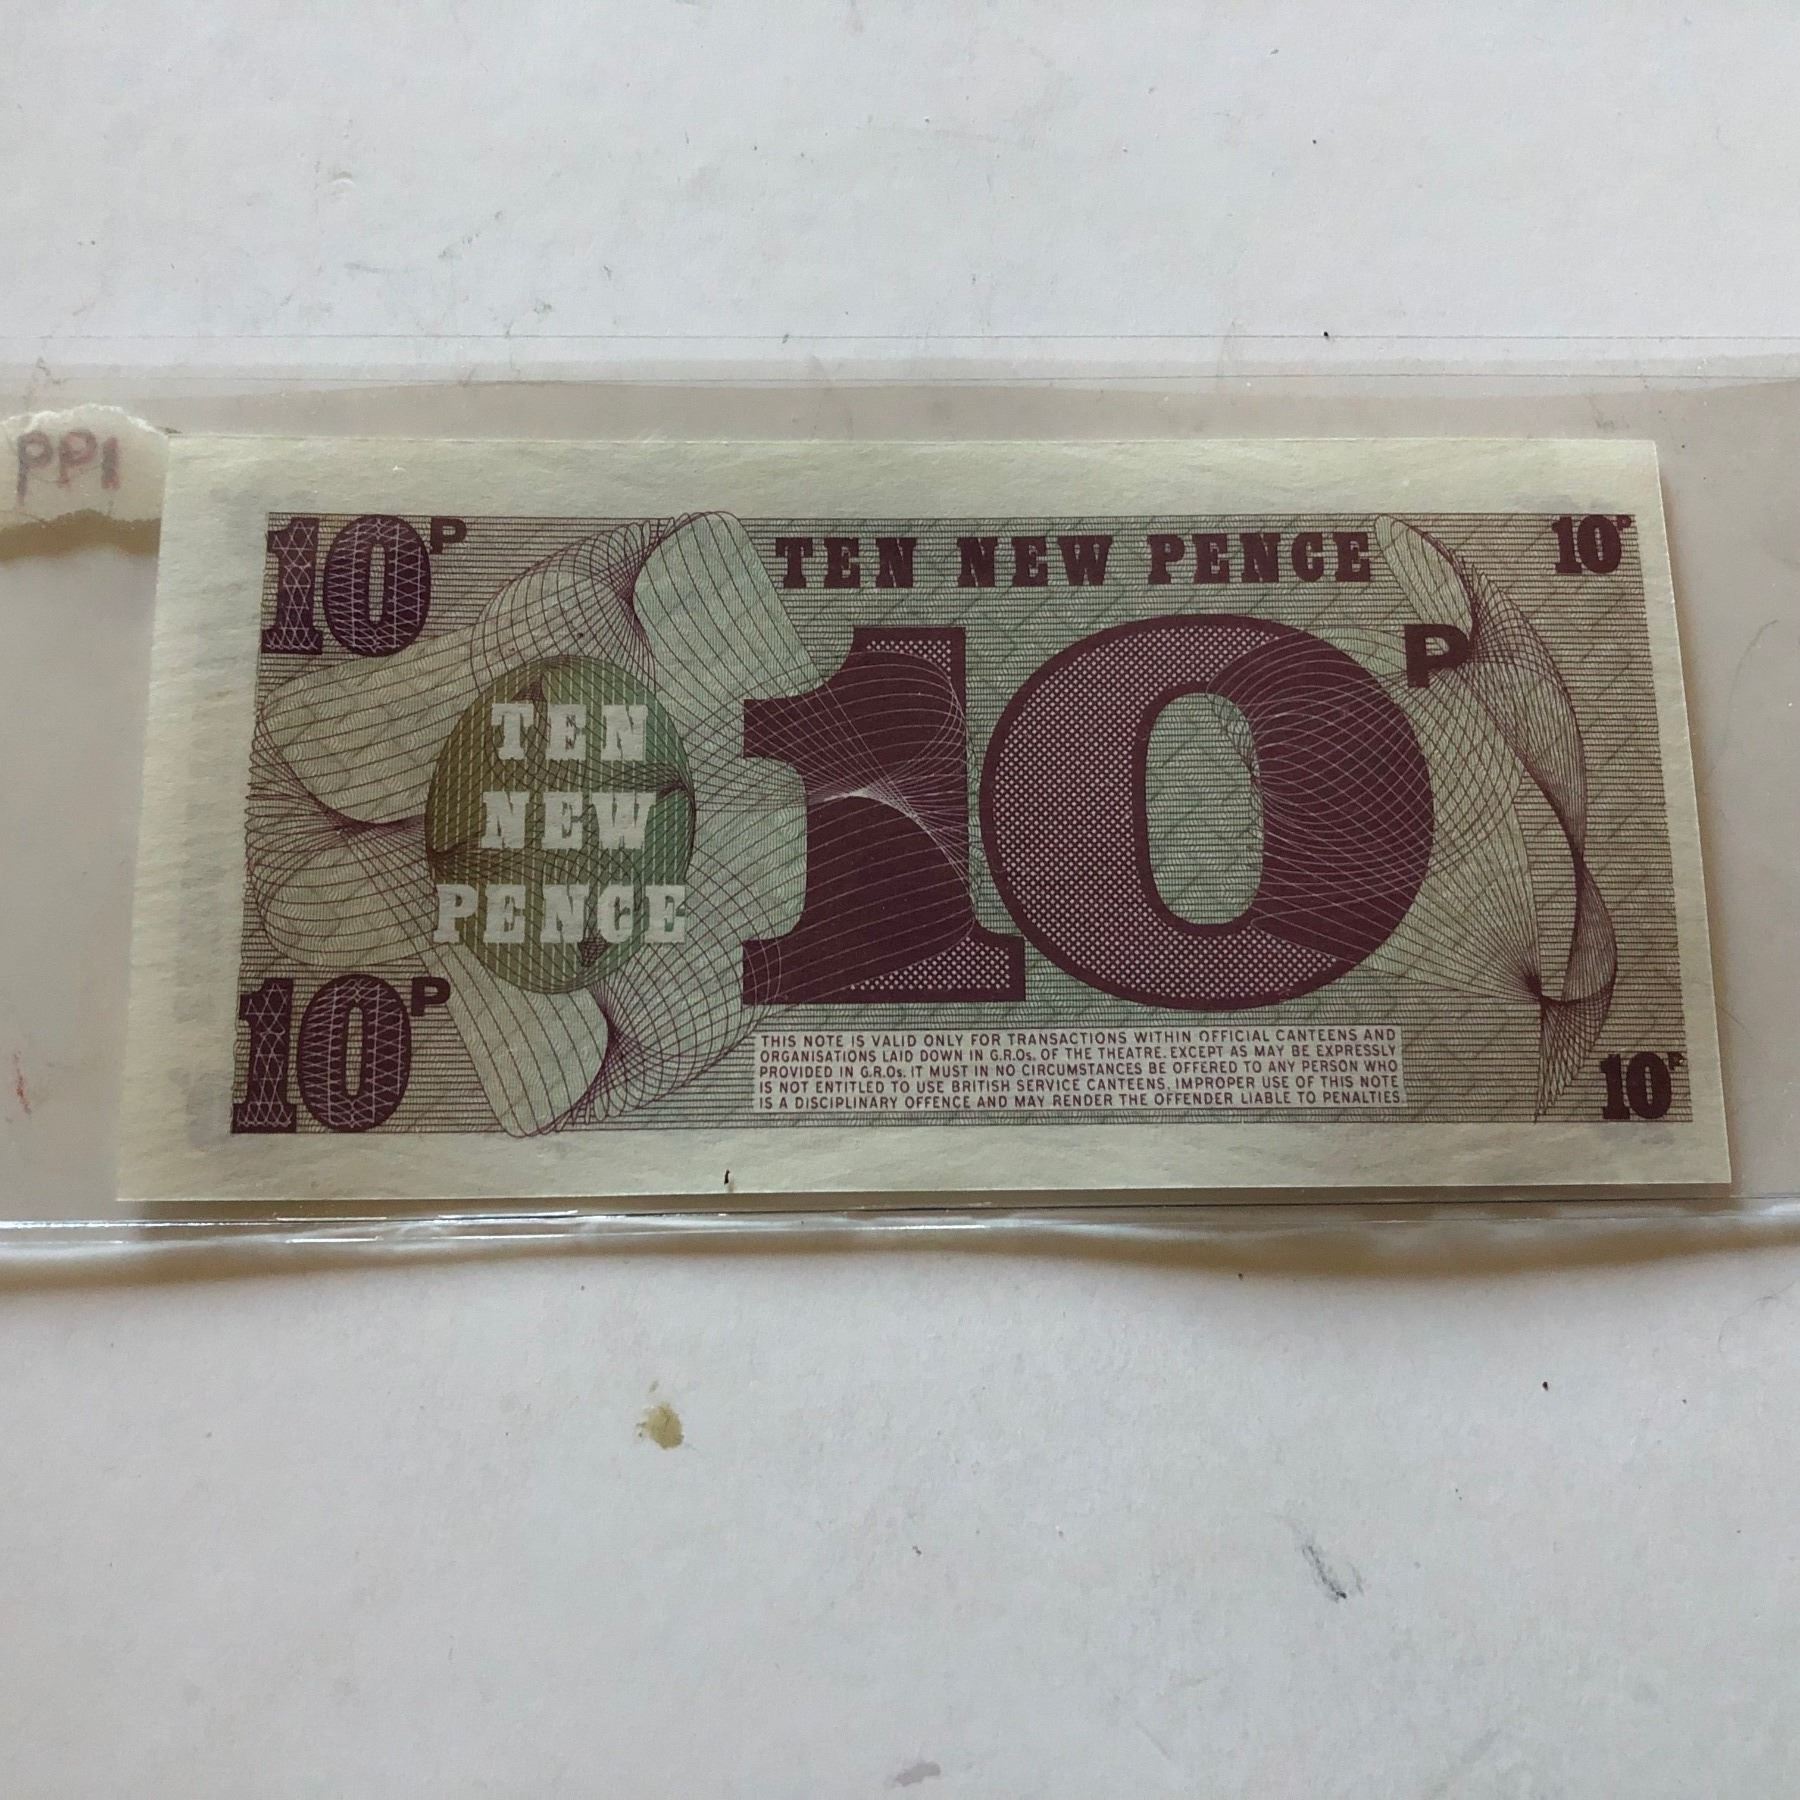 10P
TEN NEW PENCE
10P
TEN
NEW
PENCE
10P
THIS NOTE IS VALID ONLY FOR TRANSACTIONS WITHIN OFFICIAL CANTEENS AND
ORGANISATIONS LAID DOWN IN G.R.Os. OF THE THEATRE. EXCEPT AS MAY BE EXPRESSLY
PROVIDED IN G.R.Os. IT MUST IN NO CIRCUMSTANCES BE OFFERED TO ANY PERSON WHO
IS NOT ENTITLED TO USE BRITISH SERVICE CANTEENS. IMPROPER USE OF THIS NOTE
IS A DISCIPLINARY OFFENCE AND MAY RENDER THE OFFENDER LIABLE TO PENALTIES.
10P
10P